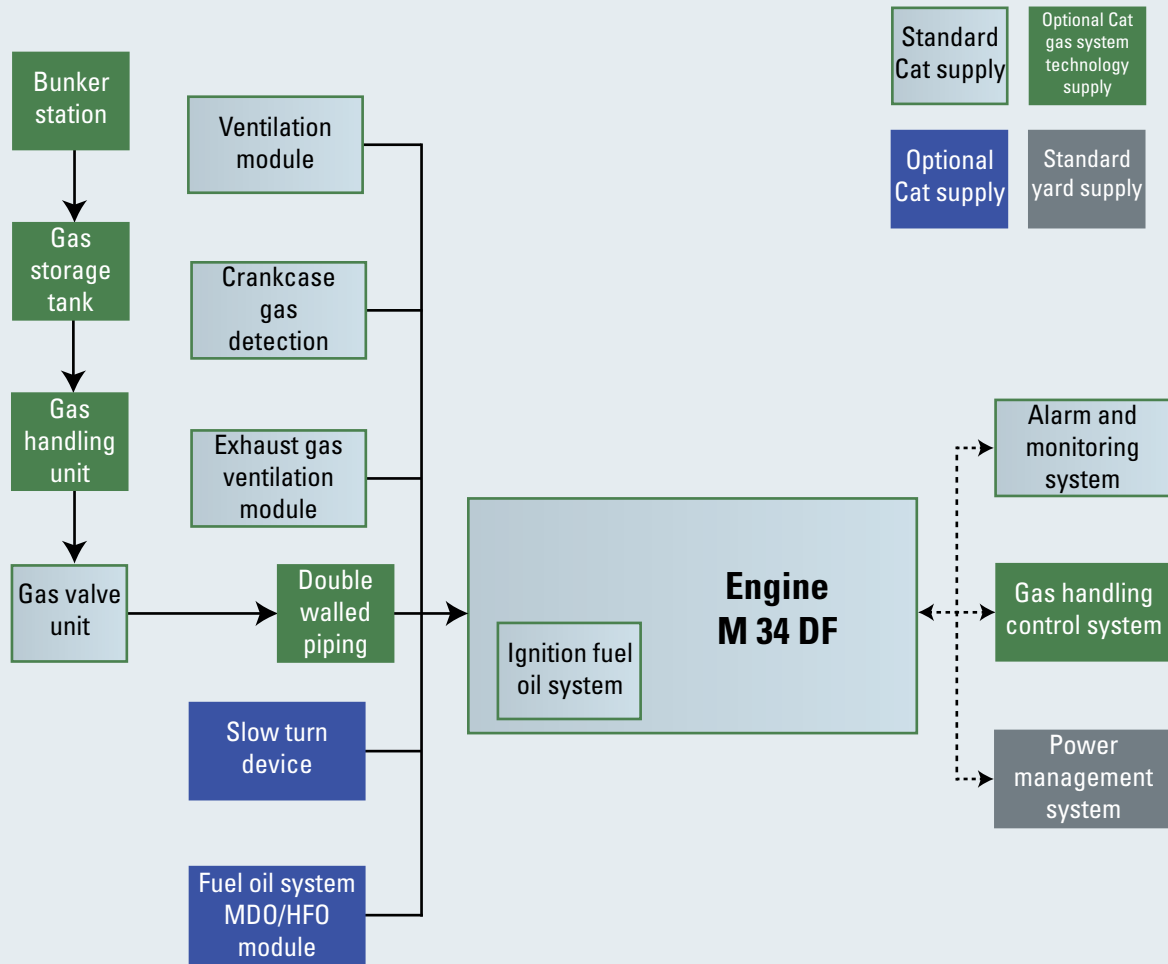 Standard
Cat supply
Optional Cat
gas system
technology
supply
Optional
Cat supply
Standard
yard supply
Bunker
station
Gas
storage
tank
Gas
handling
unit
Gas valve
unit
Ventilation
module
Crankcase
gas
detection
Exhaust gas
ventilation
module
Double
walled
piping
Slow turn
device
Fuel oil system
MDO/HFO
module
Engine
M 34 DF
Ignition fuel
oil system
Alarm and
monitoring
system
Gas handling
control system
Power
management
system